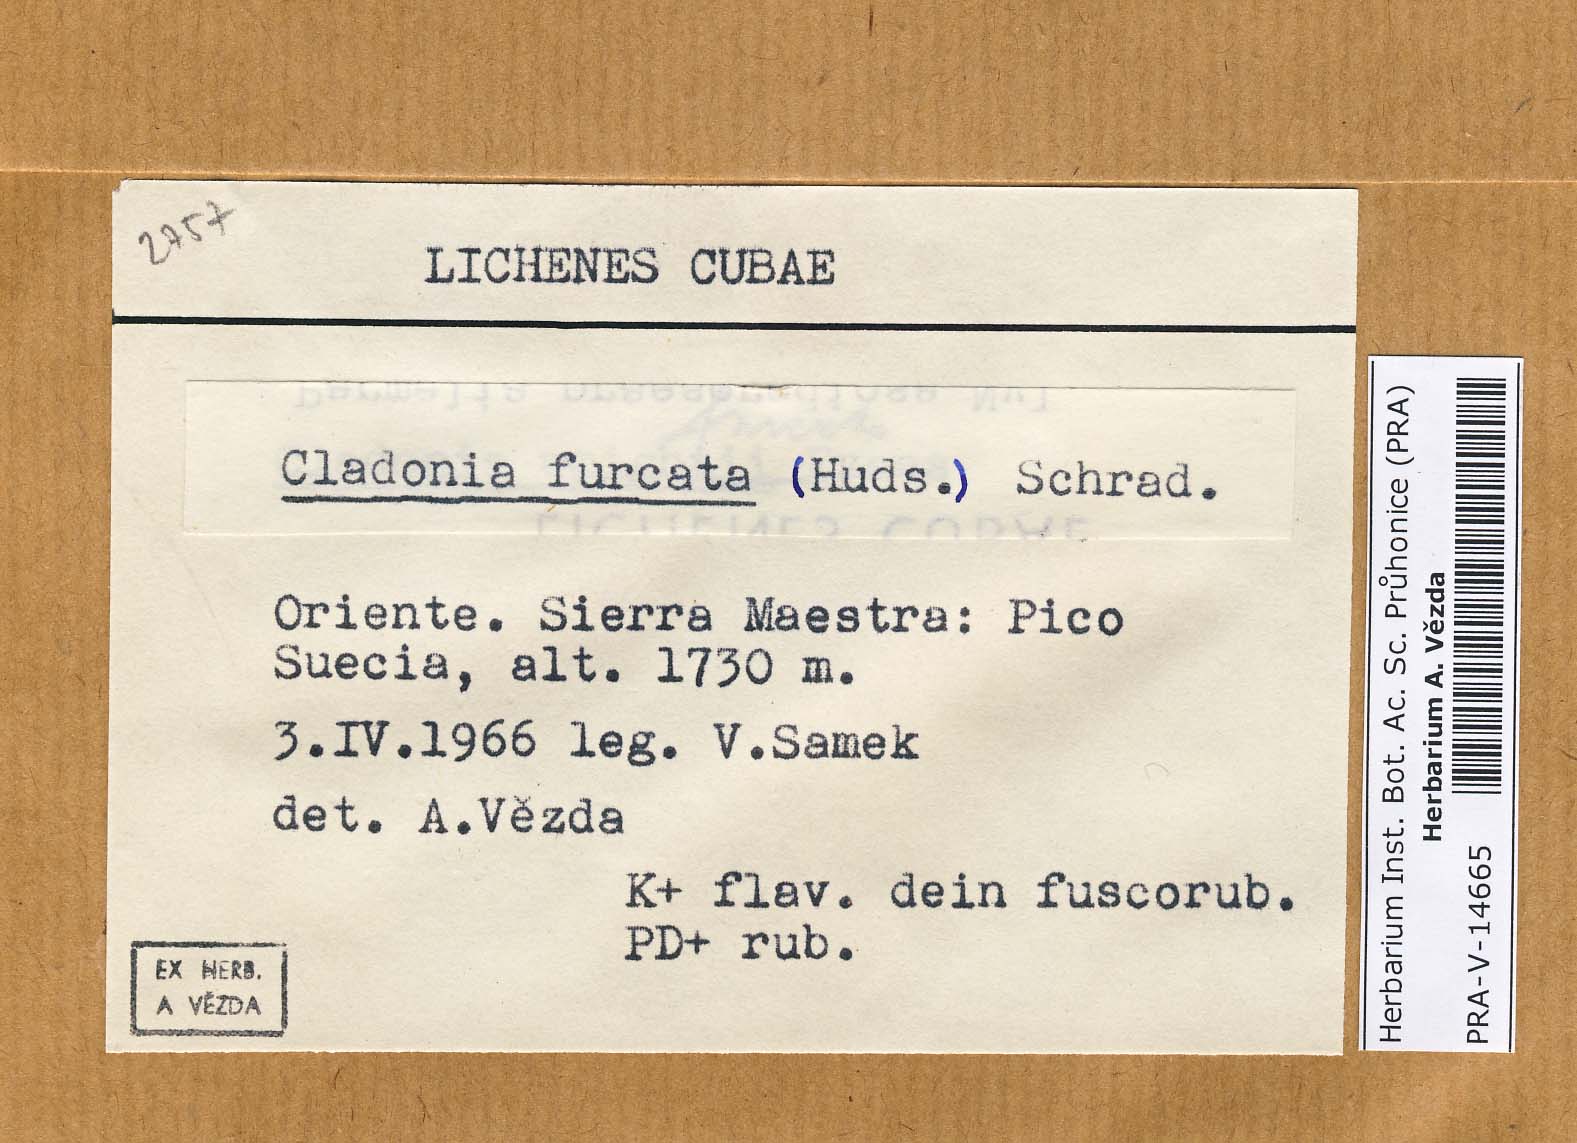 2757
LICHENES CUBAE
Cladonia furcata (Huds.) Schrad.
Oriente. Sierra Maestra: Pico
Suecia, alt. 1730 m.
3.IV.1966 leg. V.Samek
det. A.Vězda
K+ flav. dein fuscorub.
PD+ rub.
EX HERB.
A VĚZDA
Herbarium Inst. Bot. Ac. Sc. Průhonice (PRA)
Herbarium A. Vězda
PRA-V-14665